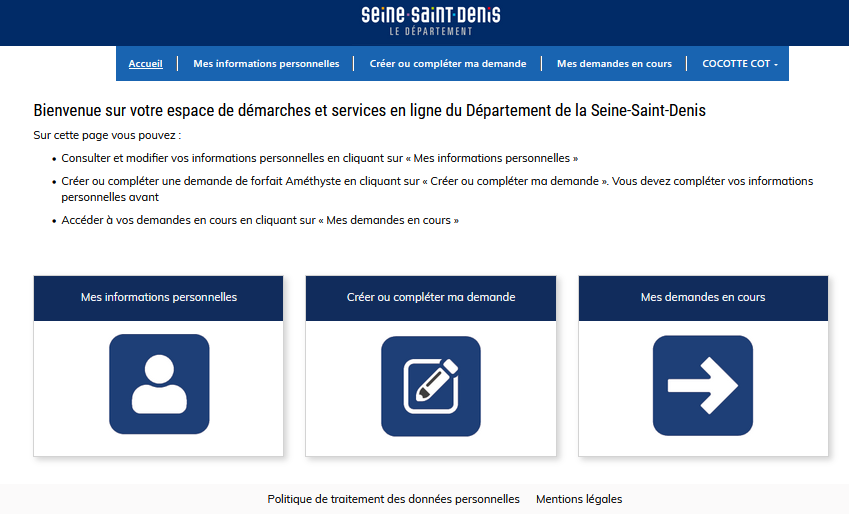 SEINE-SAINT-DENIS
LE DÉPARTEMENT
Accueil
Mes informations personnelles
Créer ou compléter ma demande
Mes demandes en cours
COCOTTE COT
Bienvenue sur votre espace de démarches et services en ligne du Département de la Seine-Saint-Denis
Sur cette page vous pouvez :
• Consulter et modifier vos informations personnelles en cliquant sur « Mes informations personnelles »
• Créer ou compléter une demande de forfait Améthyste en cliquant sur « Créer ou compléter ma demande ». Vous devez compléter vos informations
personnelles avant
• Accéder à vos demandes en cours en cliquant sur « Mes demandes en cours »
Mes informations personnelles
Créer ou compléter ma demande
Mes demandes en cours
Politique de traitement des données personnelles
Mentions légales